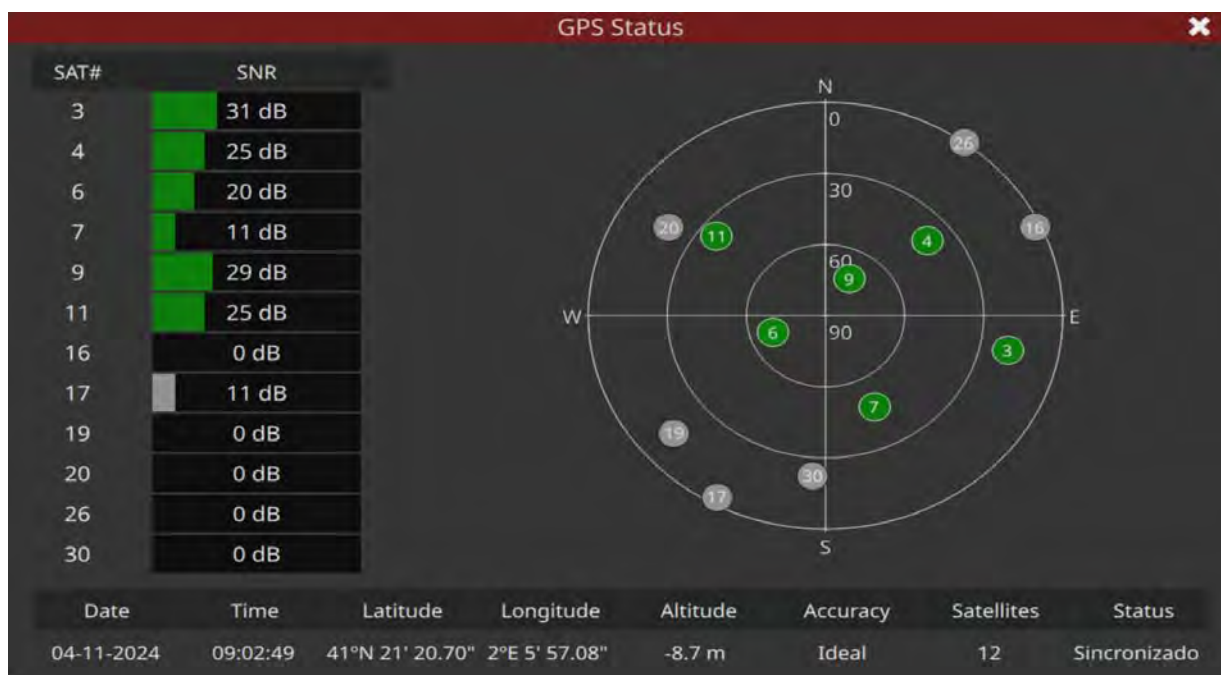 GPS Status
SAT# SNR
3 31 dB
4 25 dB
6 20 dB
7 11 dB
9 29 dB
11 25 dB
16 0 dB
17 11 dB
19 0 dB
20 0 dB
26 0 dB
30 0 dB
N
0
26
30
20
11
4
16
60
9
W
E
6
90
3
7
19
30
17
S
Date Time Latitude Longitude Altitude Accuracy Satellites Status
04-11-2024 09:02:49 41°N 21' 20.70" 2°E 5' 57.08" -8.7 m Ideal 12 Sincronizado